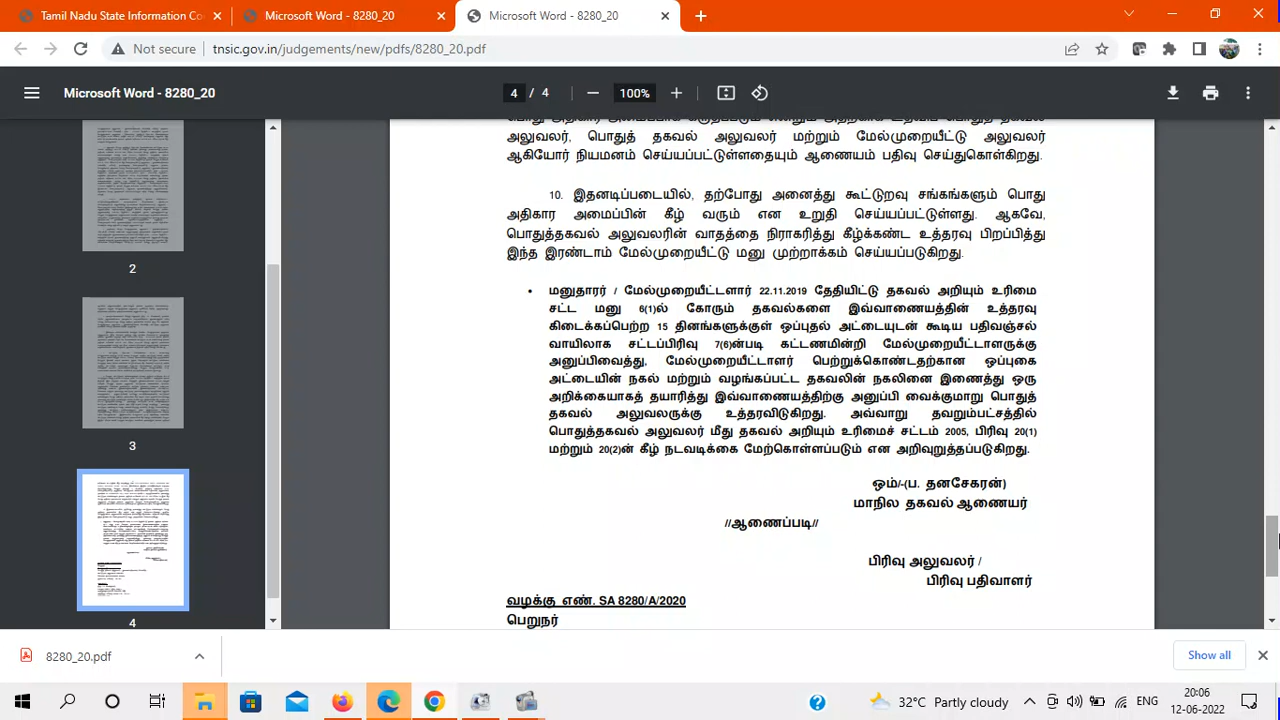 Tamil Nadu State Information Co
Microsoft Word - 8280_20
Microsoft Word - 8280_20
Not secure
tnsic.gov.in/judgements/new/pdfs/8280_20.pdf
Microsoft Word - 8280_20
4 / 4
100%
அலுவலர். பொதுத் தகவல் அலுவலர் மற்றும் மேல்முறையீட்டு அலுவலர்
ஆகியோர் நியமனம் செய்யப்பட்டுள்ளதையும் ஆணையம் பதிவு செய்துகொள்கிறது.
இதனடிப்படையில், தற்போது அனைத்து கூட்டுறவு சங்கங்களும் பொது
அதிகார அமைப்பின் கீழ் வரும் என உறுதி செய்யப்பட்டுள்ளது. ஆகவே,
பொதுத்தகவல் அலுவலரின் வாதத்தை நிராகரித்து கீழ்க்கண்ட உத்தரவு பிறப்பித்து
இந்த இரண்டாம் மேல்முறையீட்டு மனு முற்றாக்கம் செய்யப்படுகிறது.
• மனுதாரர் / மேல்முறையீட்டளார் 22.11.2019 தேதியிட்டு தகவல் அறியும் உரிமை
சட்ட மனு 6(1)ல் கோரும் தகவல்களை இவ்வாணையத்தின் உத்தரவு
கிடைக்கப்பெற்ற 15 தினங்களுக்குள் ஒப்புதல் அட்டையுடன் கூடிய பதிவஞ்சல்
வாயிலாக சட்டப்பிரிவு 7(6)ன்படி கட்டணமின்றி மேல்முறையீட்டாளருக்கு
அனுப்பிவைத்து. மேல்முறையீட்டாளர் பெற்றுக்கொண்டதற்கான ஒப்புகை
அட்டையின் நகல் மற்றும் வழங்கப்பட்ட தகவலின் நகலினை இணைத்து ஒரு
அறிக்கையாகத் தயாரித்து இவ்வாணையத்திற்கு அனுப்பி வைக்குமாறு பொதுத்
தகவல் அலுவலருக்கு உத்தரவிடுகிறது. அவ்வாறு தவறும்பட்சத்தில்
பொதுத்தகவல் அலுவலர் மீது தகவல் அறியும் உரிமைச் சட்டம் 2005, பிரிவு 20(1)
மற்றும் 20(2)ன் கீழ் நடவடிக்கை மேற்கொள்ளப்படும் என அறிவுறுத்தப்படுகிறது.
ஒம்/-(ப. தனசேகரன்)
மாநில தகவல் ஆணையர்
//ஆணைப்படி//
பிரிவு அலுவலர் /
பிரிவு பதிவாளர்
வழக்கு எண். SA 8280/A/2020
பெறுநர்
2
3
4
8280_20.pdf
Show all
32°C Partly cloudy
ENG
20:06
12-06-2022